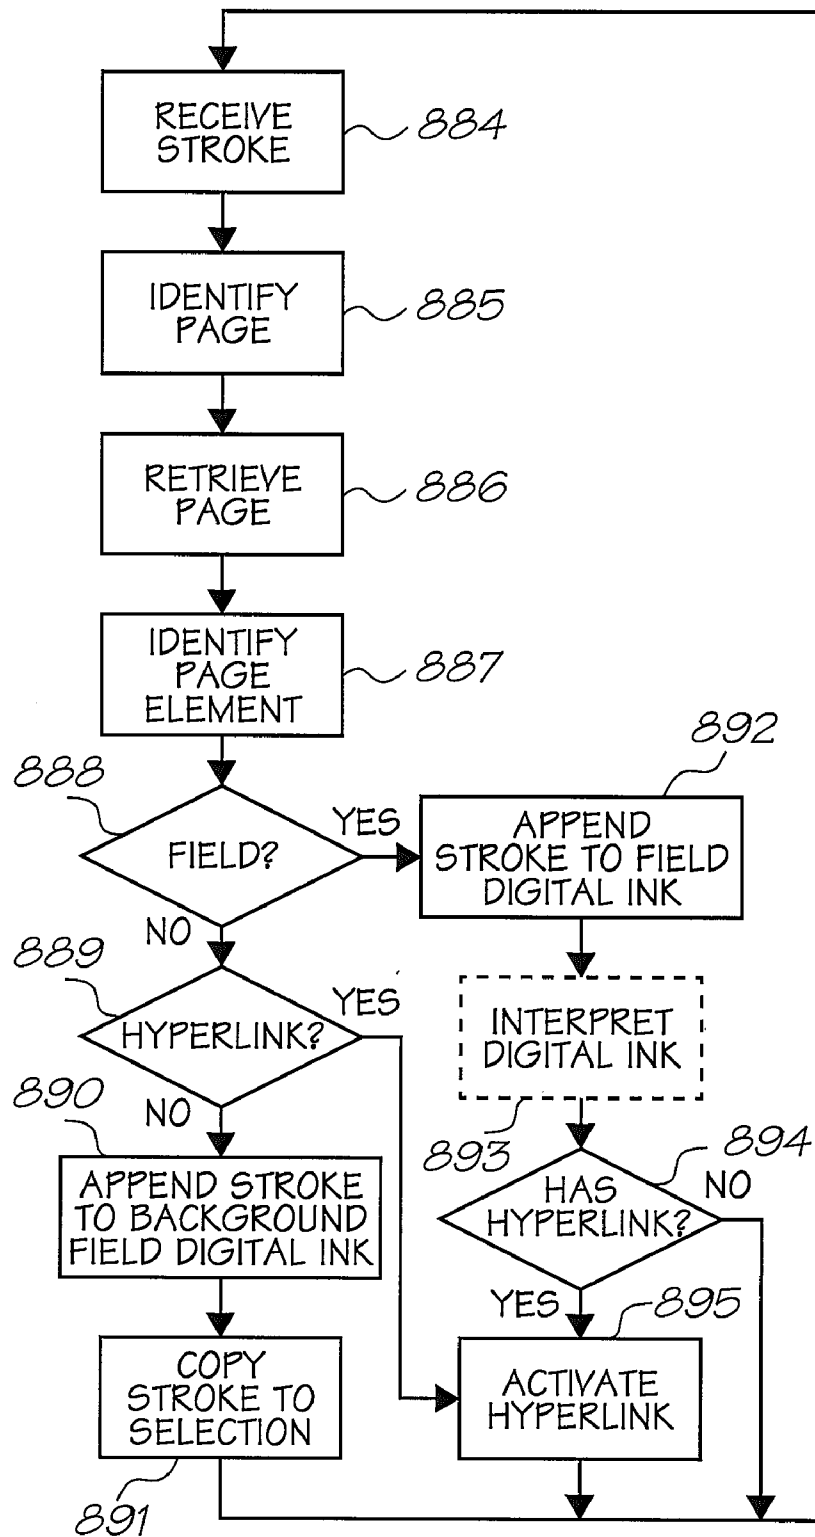 RECEIVE
STROKE
884
IDENTIFY
PAGE
885
RETRIEVE
PAGE
886
IDENTIFY
PAGE
ELEMENT
887
888
FIELD?
YES
NO
892
APPEND
STROKE TO FIELD
DIGITAL INK
889
HYPERLINK?
YES
NO
INTERPRET
DIGITAL INK
893
890
APPEND STROKE
TO BACKGROUND
FIELD DIGITAL INK
894
HAS
HYPERLINK?
NO
YES
COPY
STROKE TO
SELECTION
891
895
ACTIVATE
HYPERLINK